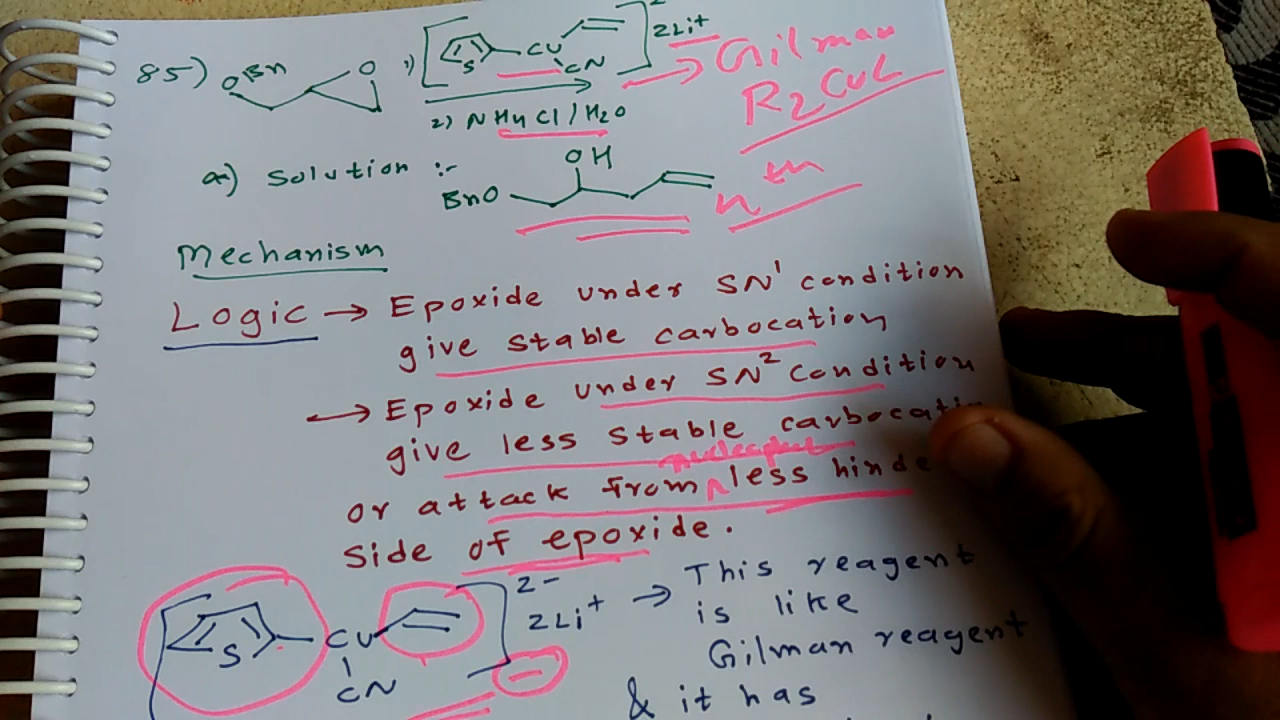 85) OBn O 1) [ S CU CN ]2- 2Li+ → Gilman
R2CuL
2) NH4Cl / H2O
a) Solution :-
OH
BnO
Mechanism
Logic → Epoxide under SN1 condition
give stable carbocation
→ Epoxide under SN2 condition
give less stable
or attack from less
side of epoxide.
[ S CU CN ]2- 2Li+ → This reagent
is like
Gilman reagent
& it has